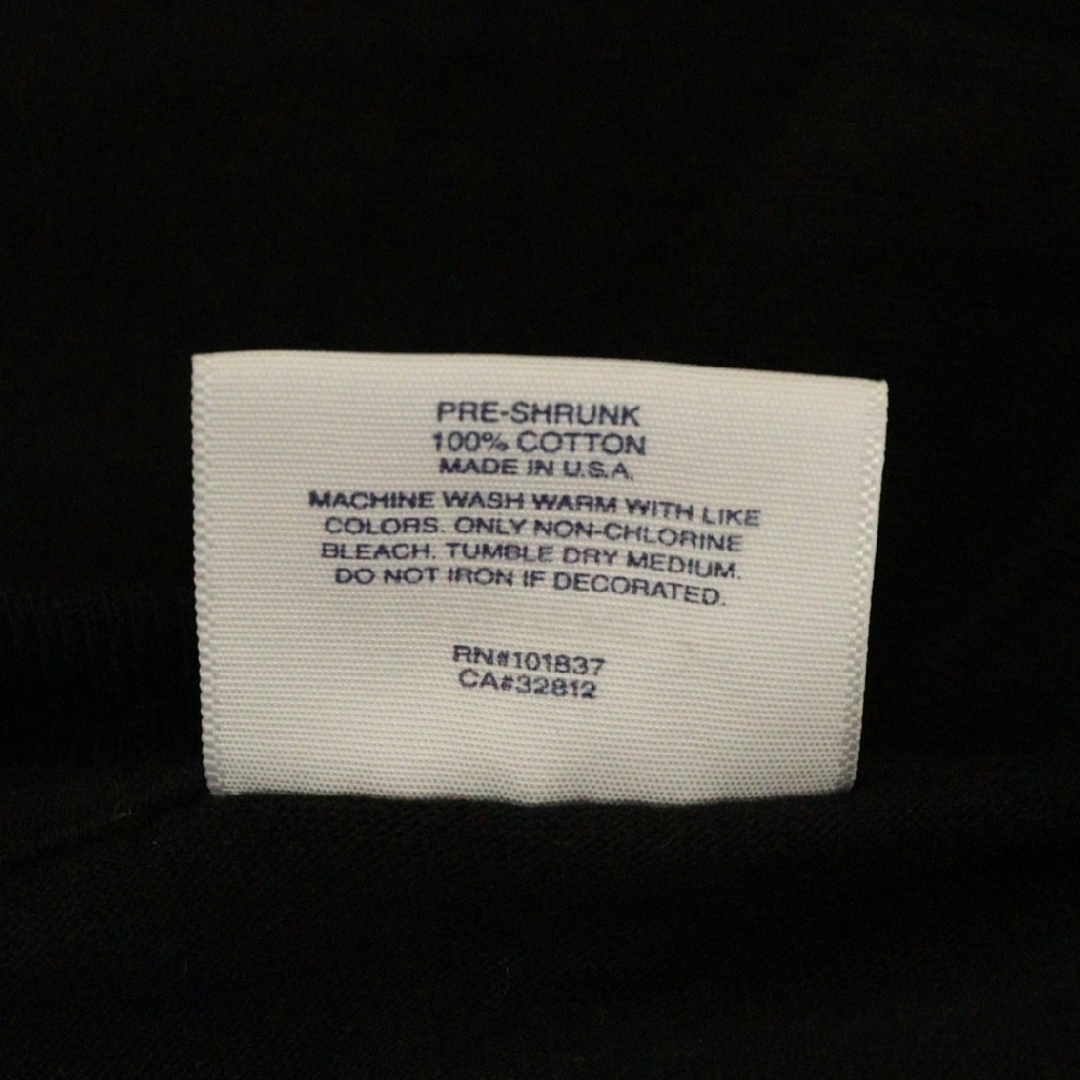 PRE-SHRUNK
100% COTTON
MADE IN U.S.A.
MACHINE WASH WARM WITH LIKE
COLORS. ONLY NON-CHLORINE
BLEACH. TUMBLE DRY MEDIUM.
DO NOT IRON IF DECORATED.
RN#101837
CA#32812